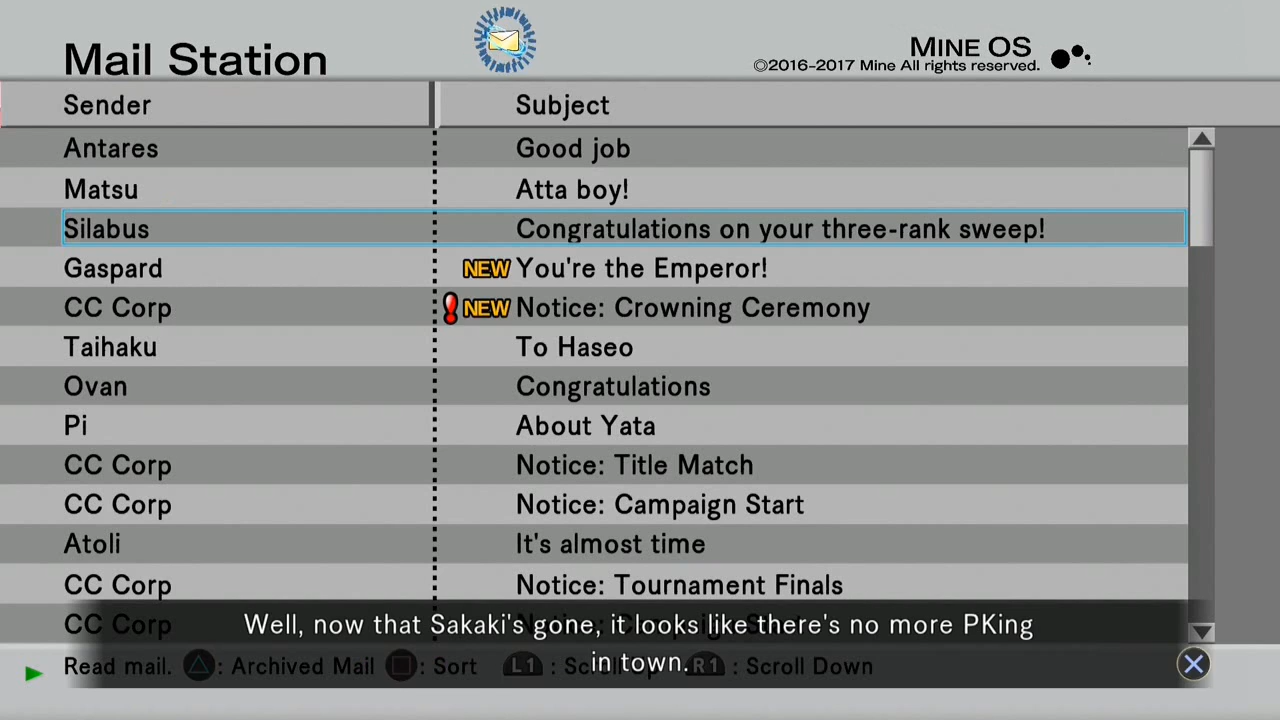 Mail Station
MINE OS
©2016-2017 Mine All rights reserved.
Sender Subject
Antares Good job
Matsu Atta boy!
Silabus Congratulations on your three-rank sweep!
Gaspard NEW You're the Emperor!
CC Corp NEW Notice: Crowning Ceremony
Taihaku To Haseo
Ovan Congratulations
Pi About Yata
CC Corp Notice: Title Match
CC Corp Notice: Campaign Start
Atoli It's almost time
CC Corp Notice: Tournament Finals
CC Corp
Well, now that Sakaki's gone, it looks like there's no more PKing
in town.
Read mail. : Archived Mail : Sort L1 : Scroll Up R1 : Scroll Down